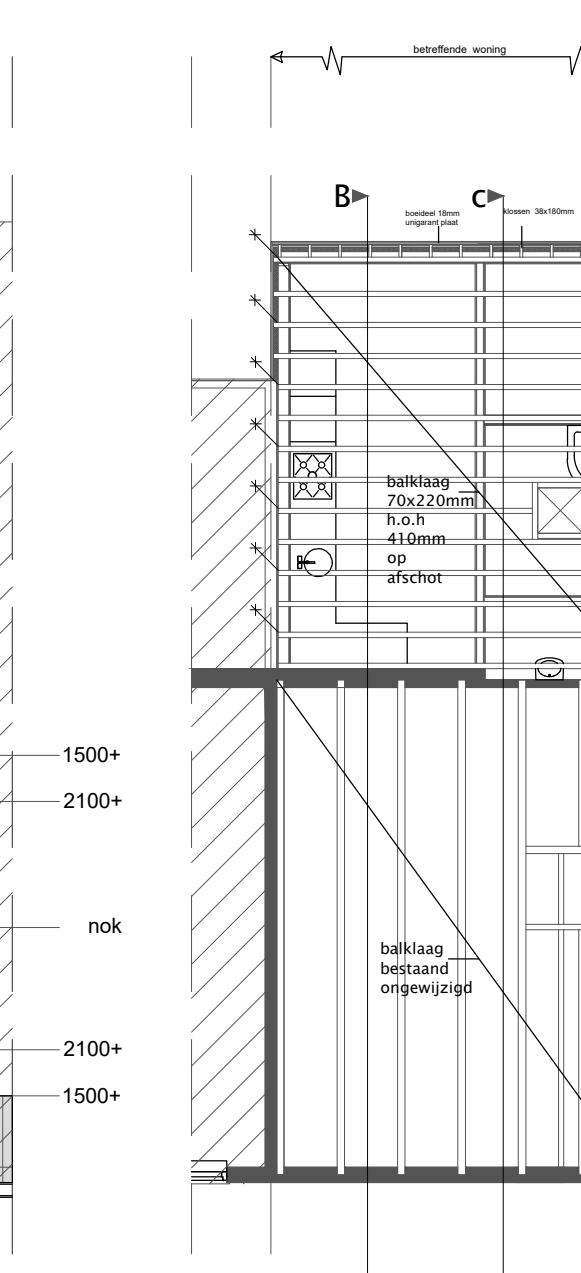 betreffende woning
B
C
boeideel 18mm
unigarant plaat
klossen 38x180mm
balklaag
70x220mm
h.o.h
410mm
op
afschot
1500+
2100+
nok
balklaag
bestaand
ongewijzigd
2100+
1500+